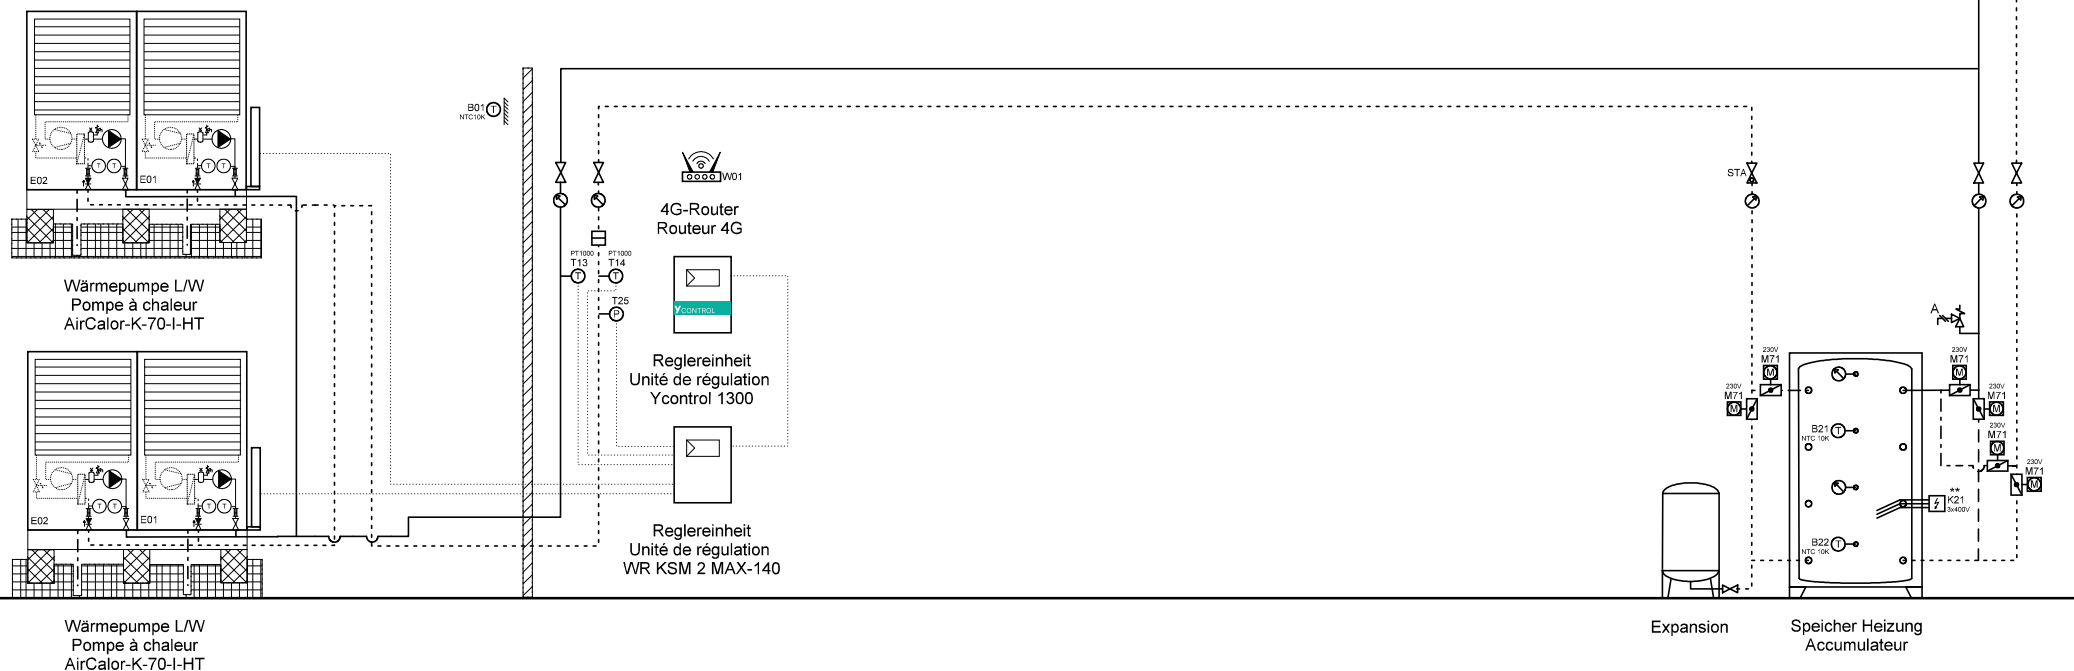 E02
E01
Wärmepumpe L/W
Pompe à chaleur
AirCalor-K-70-I-HT
E02
E01
Wärmepumpe L/W
Pompe à chaleur
AirCalor-K-70-I-HT
B01
T
NTC10K
W01
4G-Router
Routeur 4G
PT1000
T13
T
PT1000
T14
T
T25
P
YCONTROL
Reglereinheit
Unité de régulation
Ycontrol 1300
Reglereinheit
Unité de régulation
WR KSM 2 MAX-140
STA
A
230V
M71
M
230V
M71
M
230V
M71
M
230V
M71
M
230V
M71
M
230V
M71
M
B21
T
NTC 10K
**
K21
3x400V
B22
T
NTC 10K
Expansion
Speicher Heizung
Accumulateur